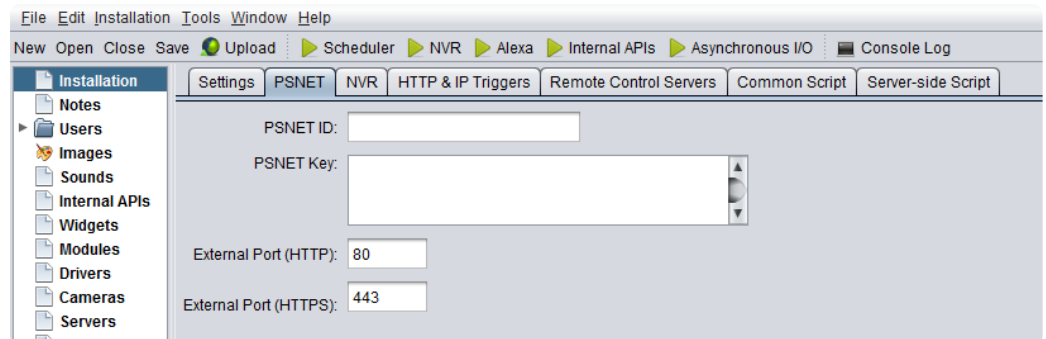 File Edit Installation Tools Window Help
New Open Close Save Upload Scheduler NVR Alexa Internal APIs Asynchronous I/O Console Log
Installation
Notes
Users
Images
Sounds
Internal APIs
Widgets
Modules
Drivers
Cameras
Servers
Settings PSNET NVR HTTP & IP Triggers Remote Control Servers Common Script Server-side Script
PSNET ID:
PSNET Key:
External Port (HTTP): 80
External Port (HTTPS): 443